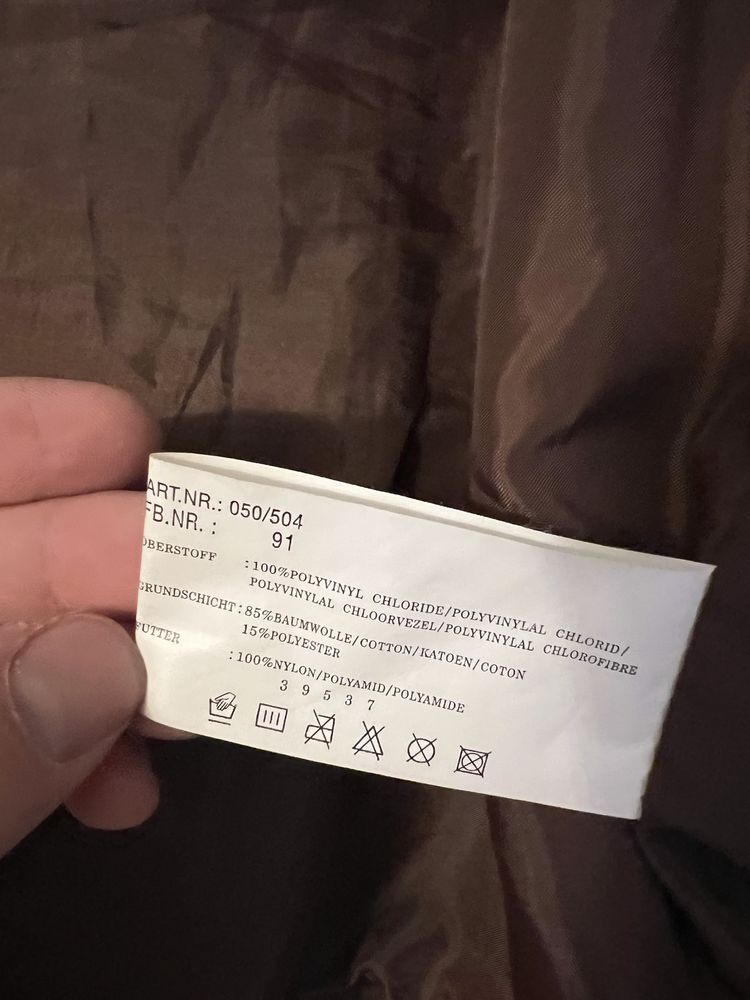 ART.NR.: 050/504
FB.NR. : 91
OBERSTOFF :100%POLYVINYL CHLORIDE/POLYVINYLAL CHLORID/
POLYVINYLAL CHLOORVEZEL/POLYVINYLAL CHLOROFIBRE
GRUNDSCHICHT:85%BAUMWOLLE/COTTON/KATOEN/COTON
15%POLYESTER
FUTTER :100%NYLON/POLYAMID/POLYAMIDE
3 9 5 3 7